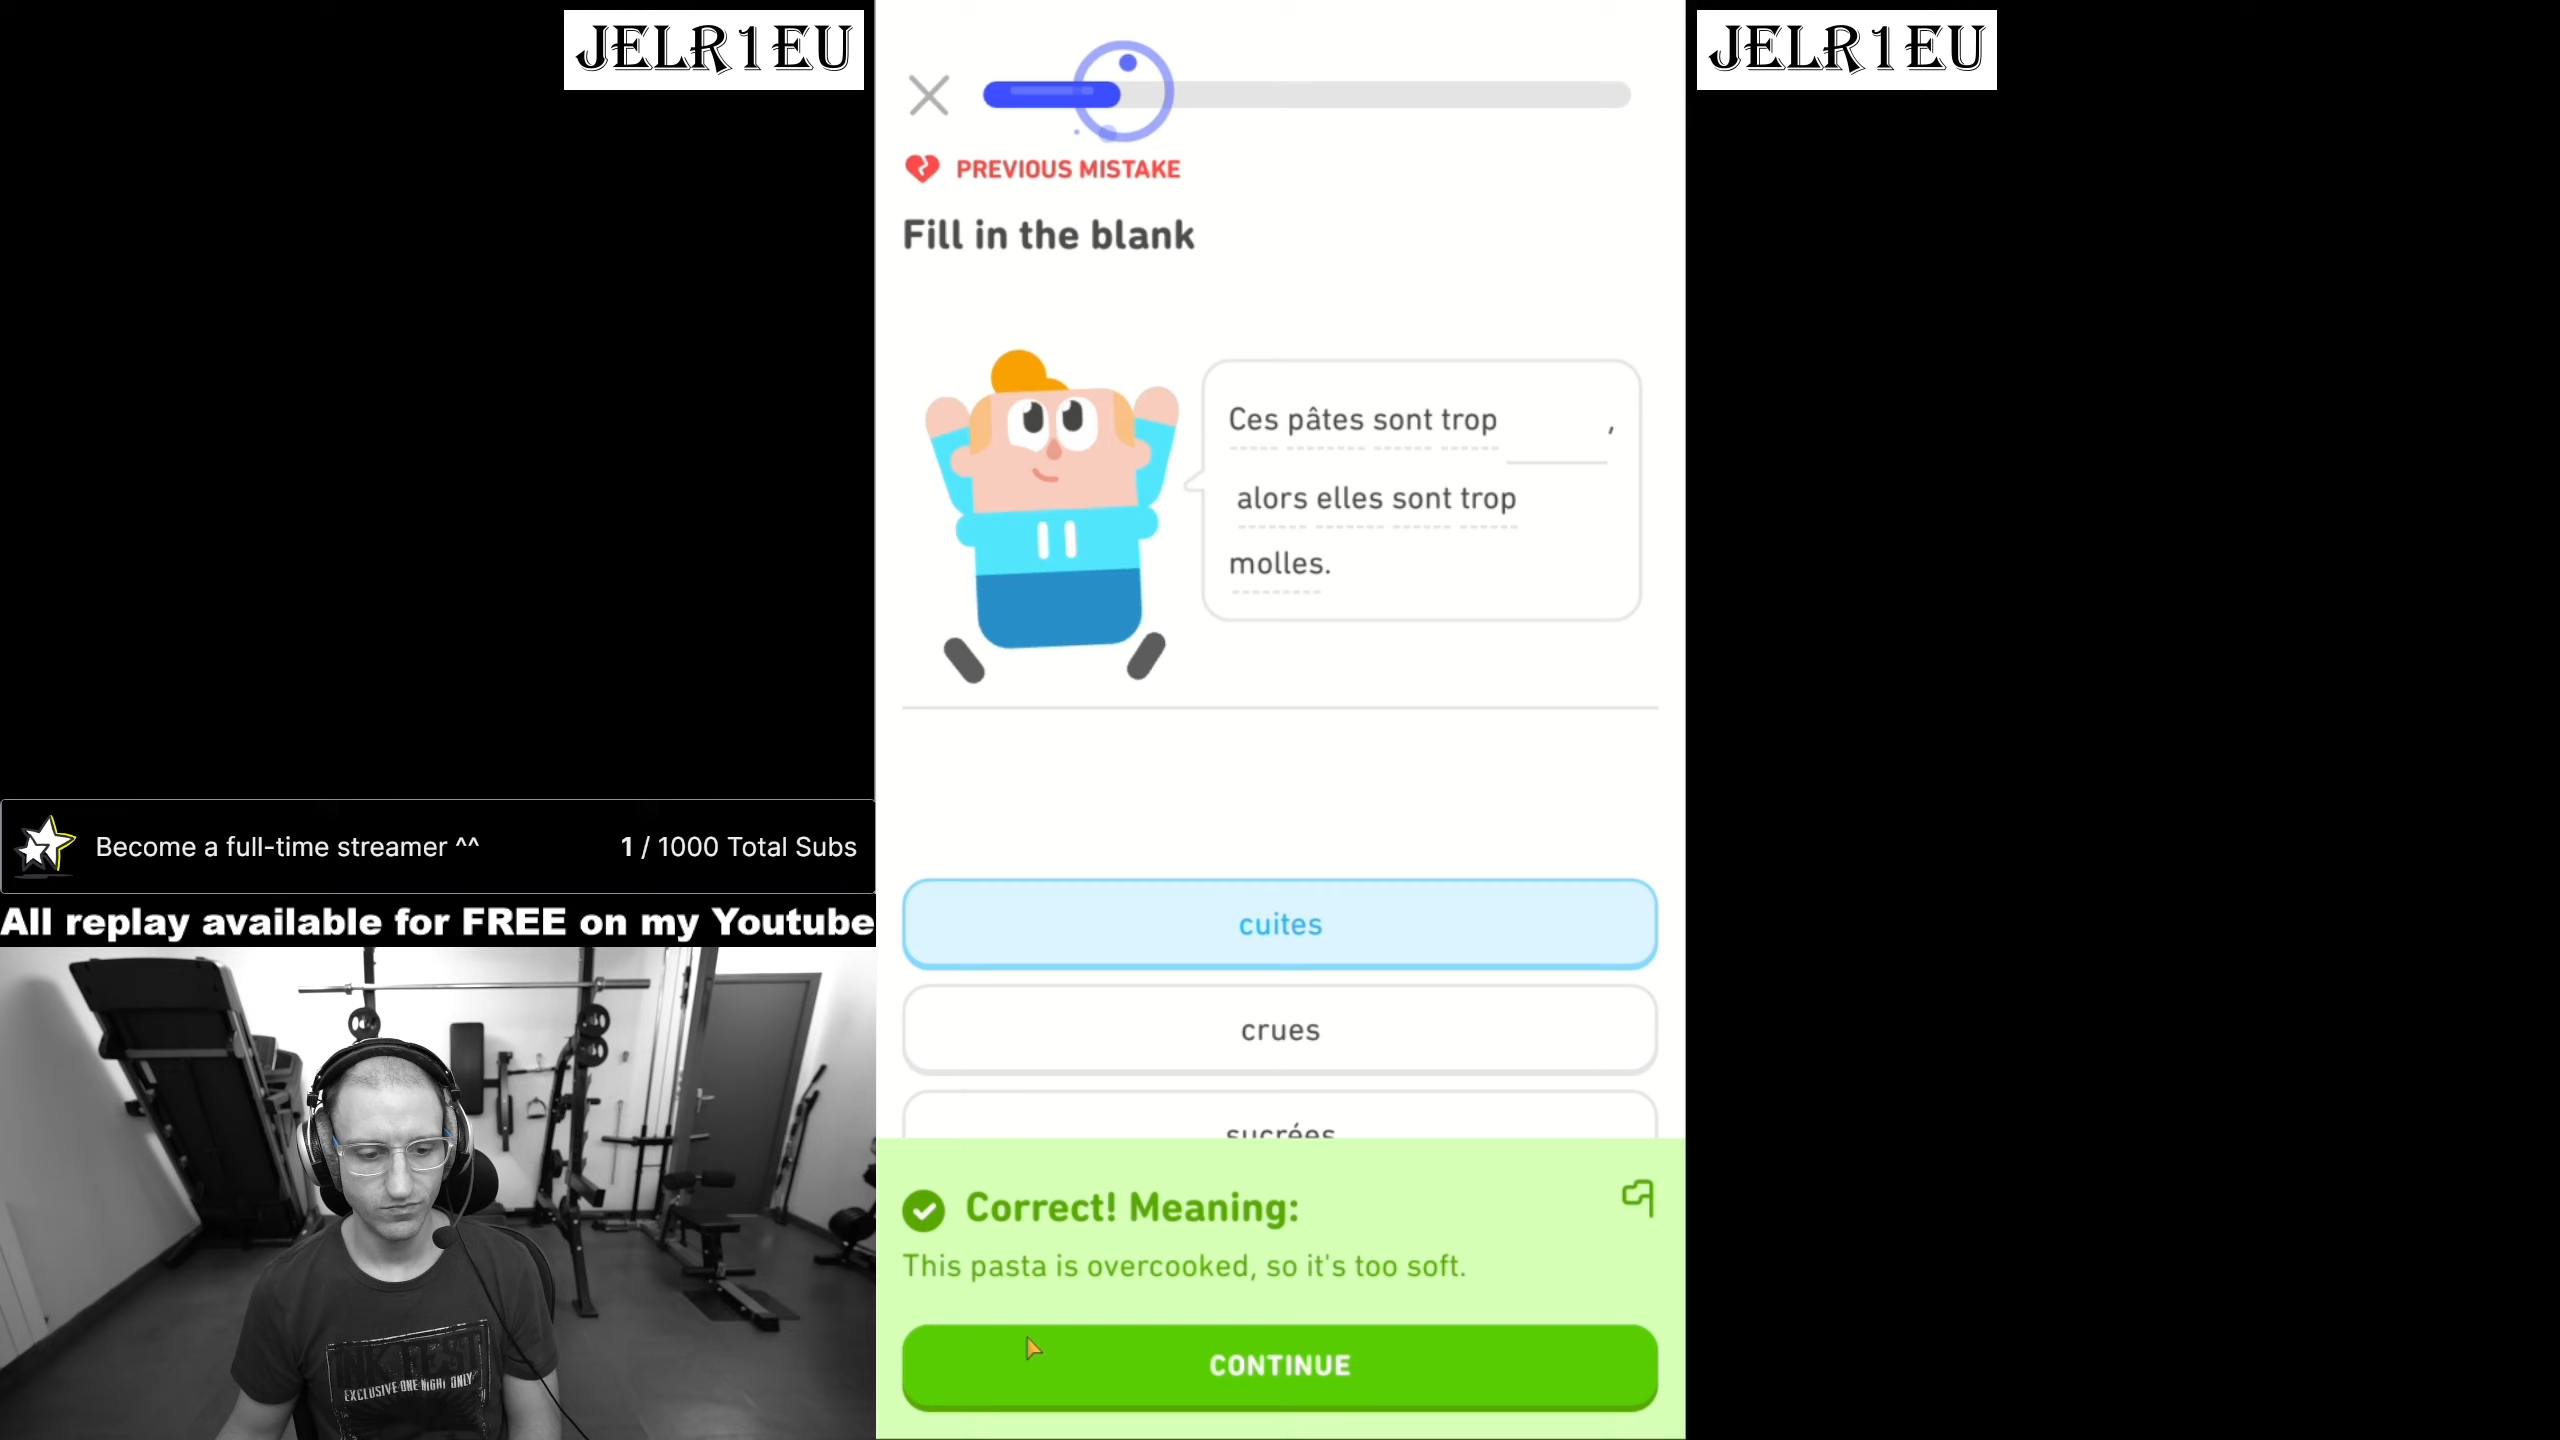 JELR1EU
JELR1EU
PREVIOUS MISTAKE
Fill in the blank
Ces pâtes sont trop ,
alors elles sont trop
molles.
Become a full-time streamer ^^ 1 / 1000 Total Subs
All replay available for FREE on my Youtube
cuites
crues
sucrées
Correct! Meaning:
This pasta is overcooked, so it's too soft.
CONTINUE
EXCLUSIVE ONE NIGHT ONLY